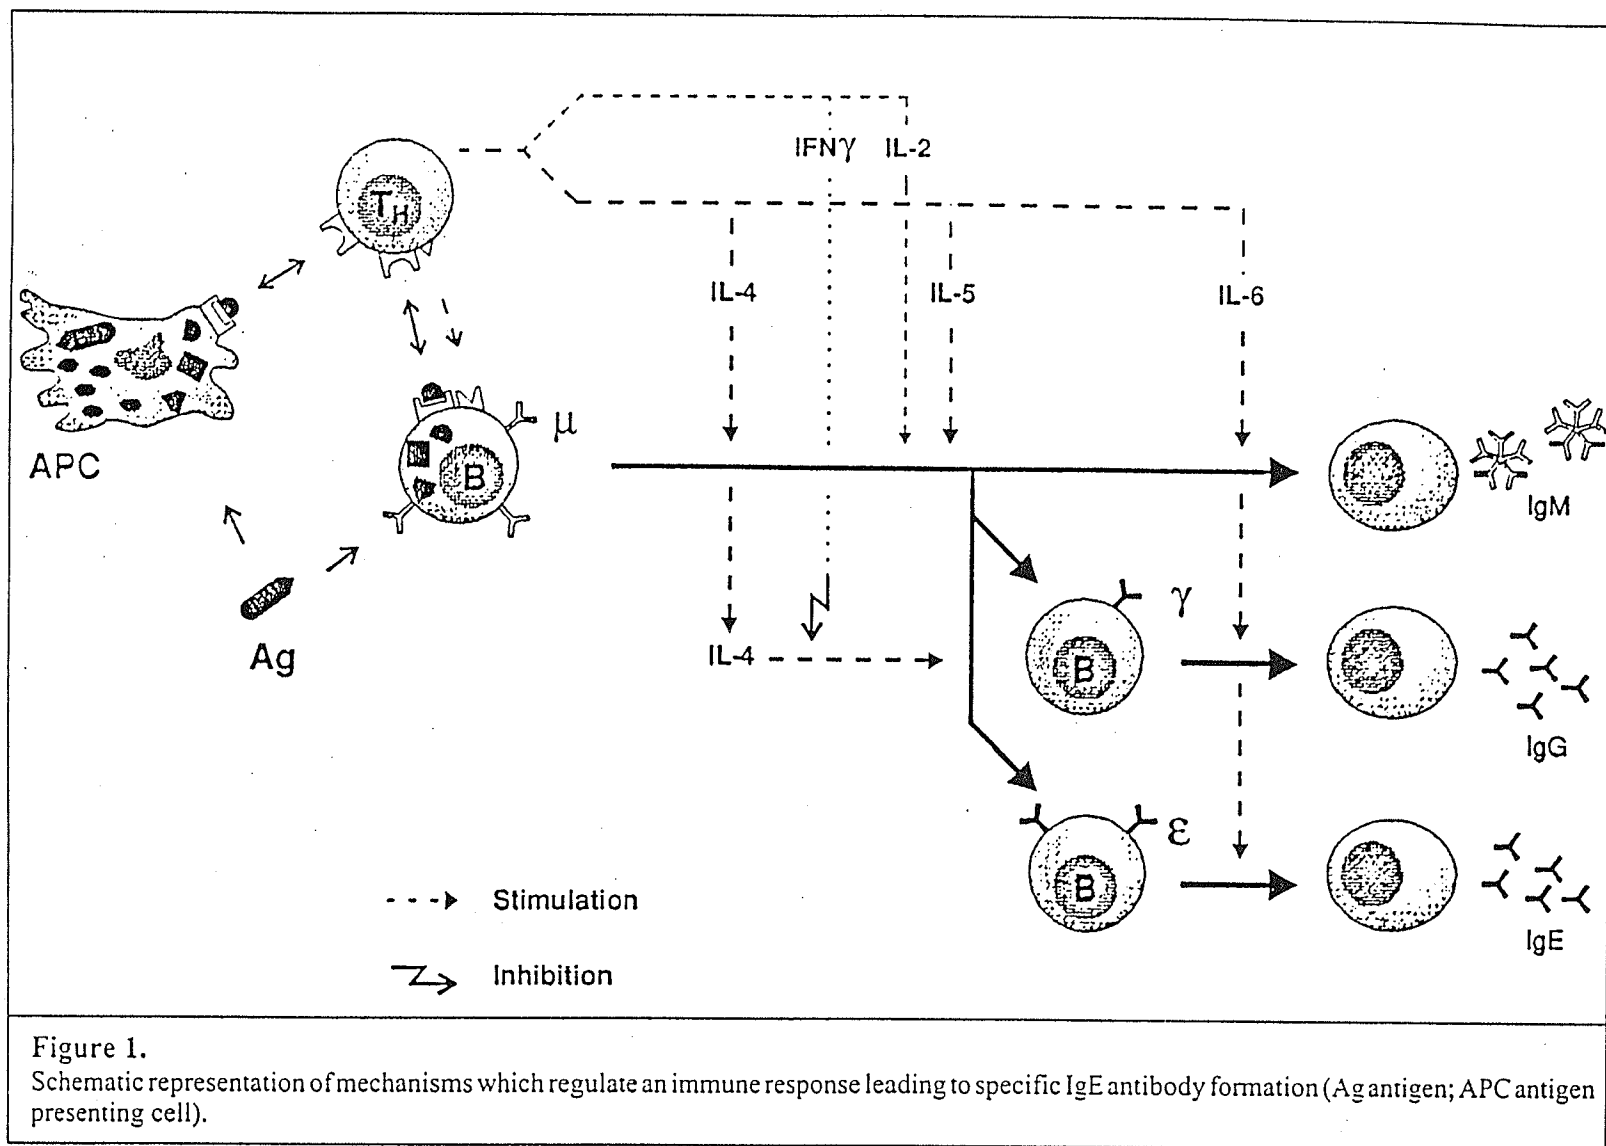 IFNγ IL-2
TH
IL-4 IL-5 IL-6
APC
B
μ
IgM
Ag
IL-4
B
γ
IgG
B
ε
IgE
Stimulation
Inhibition
Figure 1.
Schematic representation of mechanisms which regulate an immune response leading to specific IgE antibody formation (Ag antigen; APC antigen
presenting cell).